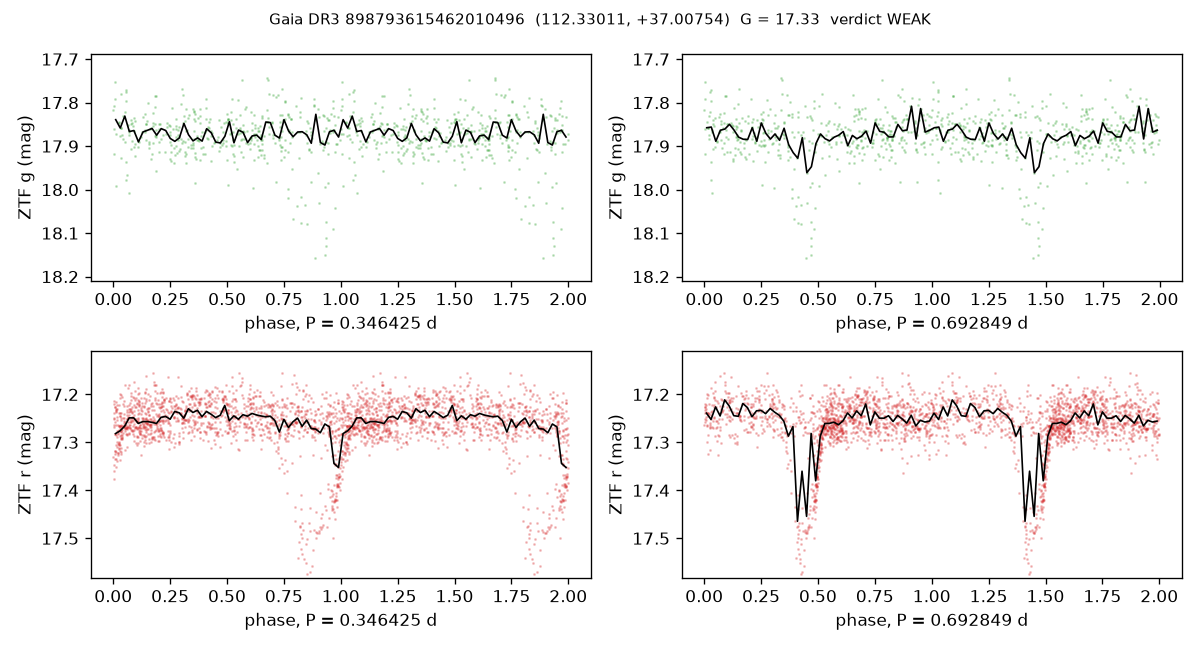 Gaia DR3 898793615462010496  (112.33011, +37.00754)  G = 17.33  verdict WEAK
ZTF g (mag)
17.7
17.8
17.9
18.0
18.1
18.2
0.00 0.25 0.50 0.75 1.00 1.25 1.50 1.75 2.00
phase, P = 0.346425 d
ZTF g (mag)
17.7
17.8
17.9
18.0
18.1
18.2
0.00 0.25 0.50 0.75 1.00 1.25 1.50 1.75 2.00
phase, P = 0.692849 d
ZTF r (mag)
17.2
17.3
17.4
17.5
0.00 0.25 0.50 0.75 1.00 1.25 1.50 1.75 2.00
phase, P = 0.346425 d
ZTF r (mag)
17.2
17.3
17.4
17.5
0.00 0.25 0.50 0.75 1.00 1.25 1.50 1.75 2.00
phase, P = 0.692849 d